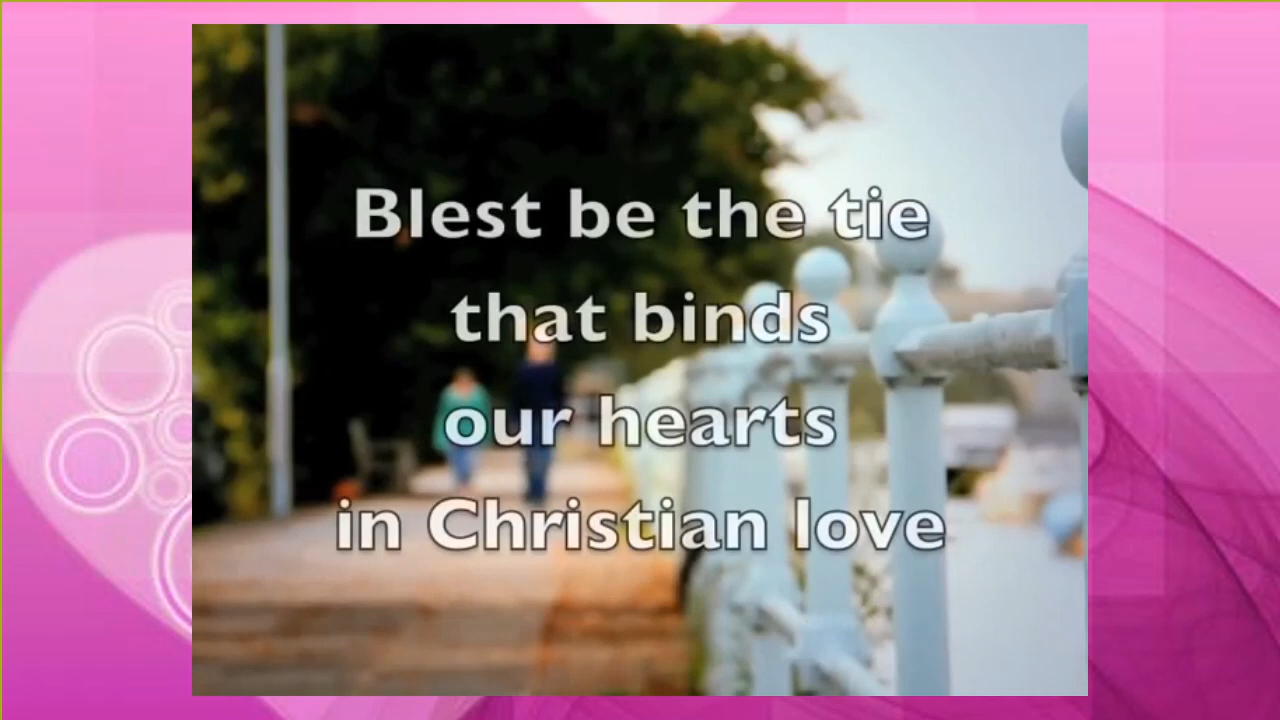 Blest be the tie
that binds
our hearts
in Christian love